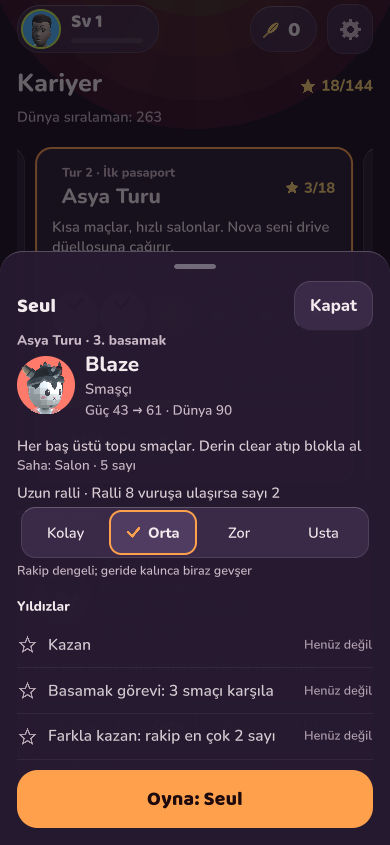 Sv 1
0
Kariyer
18/144
Dünya sıralaman: 263
Tur 2 · İlk pasaport
Asya Turu
3/18
Kısa maçlar, hızlı salonlar. Nova seni drive
düellosuna çağırır.
Seul
Kapat
Asya Turu · 3. basamak
Blaze
Smaşçı
Güç 43 → 61 · Dünya 90
Her baş üstü topu smaçlar. Derin clear atıp blokla al
Saha: Salon · 5 sayı
Uzun ralli · Ralli 8 vuruşa ulaşırsa sayı 2
Kolay
Orta
Zor
Usta
Rakip dengeli; geride kalınca biraz gevşer
Yıldızlar
Kazan
Henüz değil
Basamak görevi: 3 smaçı karşıla
Henüz değil
Farkla kazan: rakip en çok 2 sayı
Henüz değil
Oyna: Seul